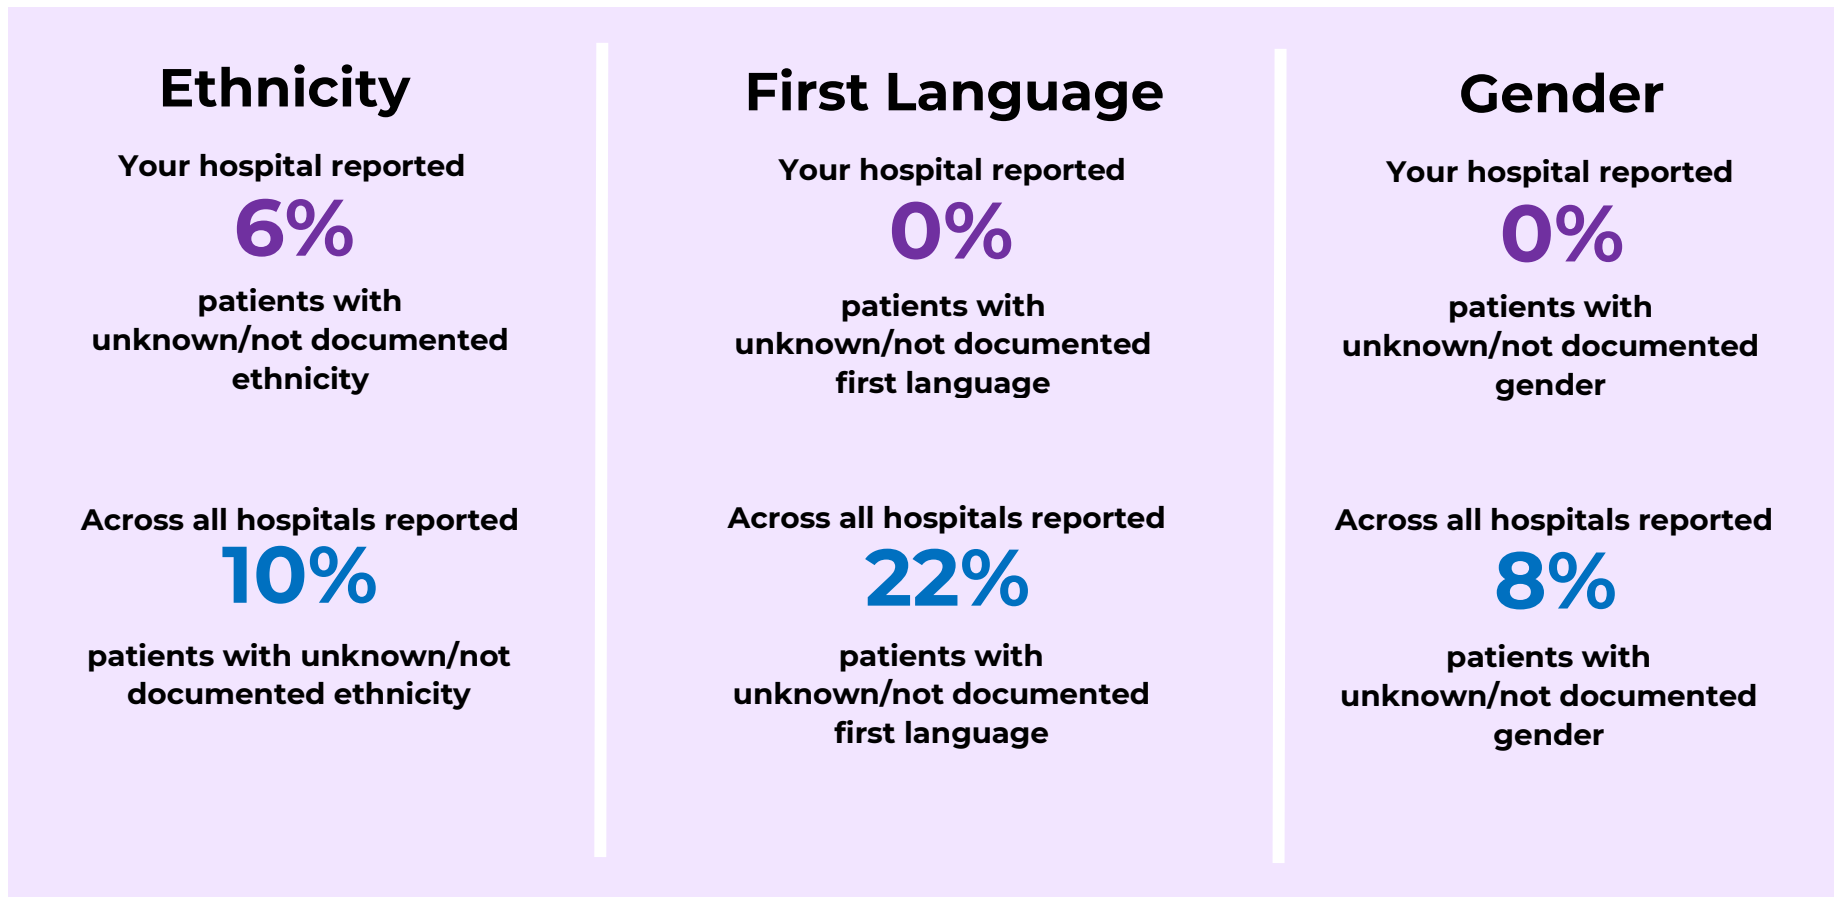 Ethnicity
Your hospital reported
6%
patients with
unknown/not documented
ethnicity
Across all hospitals reported
10%
patients with unknown/not
documented ethnicity
First Language
Your hospital reported
0%
patients with
unknown/not documented
first language
Across all hospitals reported
22%
patients with
unknown/not documented
first language
Gender
Your hospital reported
0%
patients with
unknown/not documented
gender
Across all hospitals reported
8%
patients with
unknown/not documented
gender